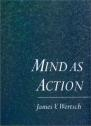 MIND AS
ACTION
James V. Wertsch